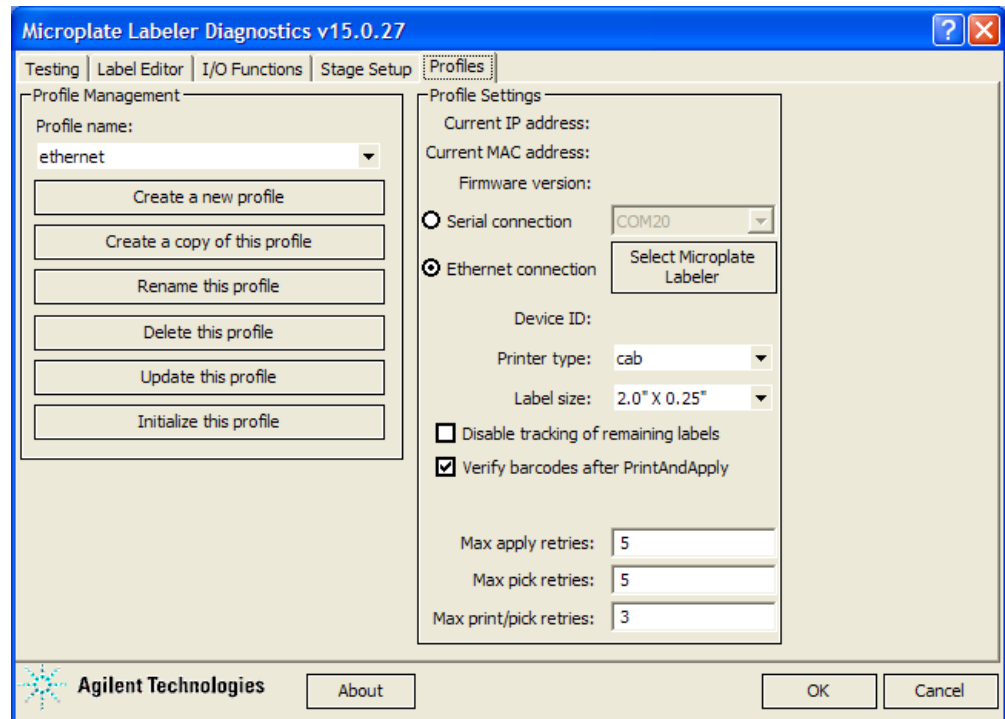 Microplate Labeler Diagnostics v15.0.27
Testing
Label Editor
I/O Functions
Stage Setup
Profiles
Profile Management
Profile name:
ethernet
Create a new profile
Create a copy of this profile
Rename this profile
Delete this profile
Update this profile
Initialize this profile
Profile Settings
Current IP address:
Current MAC address:
Firmware version:
Serial connection
COM20
Ethernet connection
Select Microplate
Labeler
Device ID:
Printer type:
cab
Label size:
2.0" X 0.25"
Disable tracking of remaining labels
Verify barcodes after PrintAndApply
Max apply retries:
5
Max pick retries:
5
Max print/pick retries:
3
Agilent Technologies
About
OK
Cancel